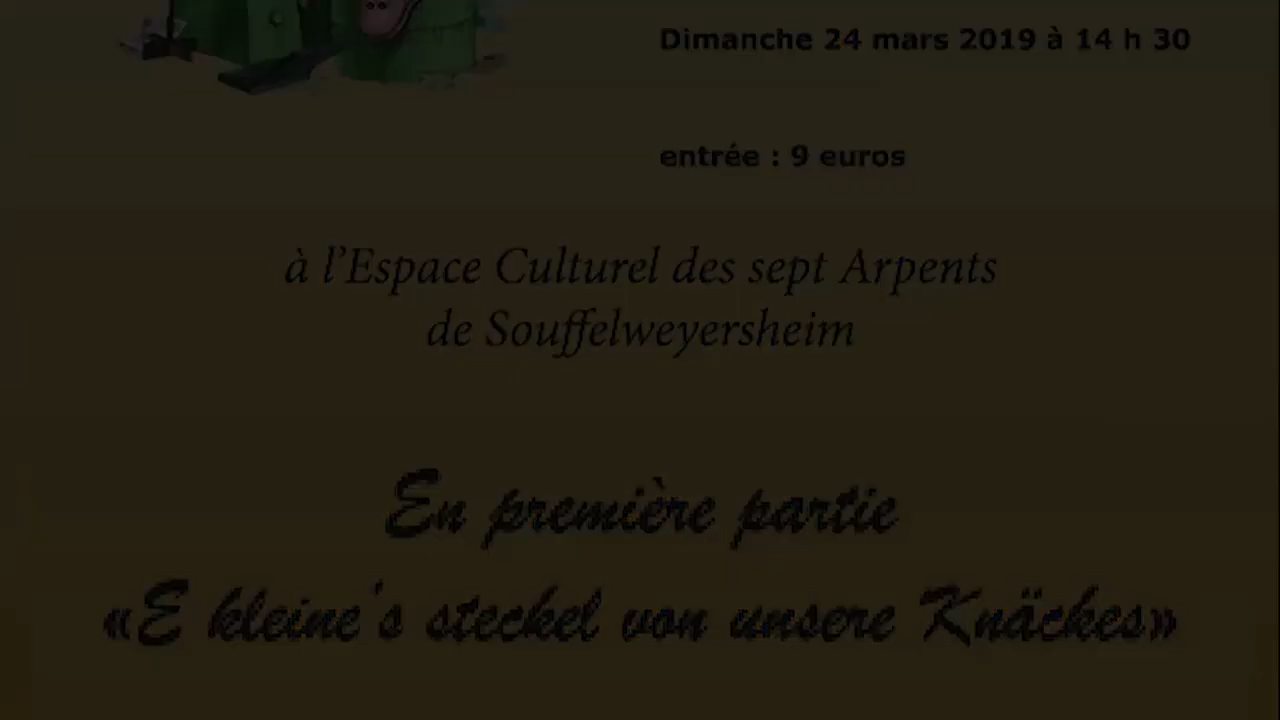 Dimanche 24 mars 2019 à 14 h 30
entrée : 9 euros
à l’Espace Culturel des sept Arpents
de Souffelweyersheim
En première partie
«E kleine's steckel von unsere Knäckes»